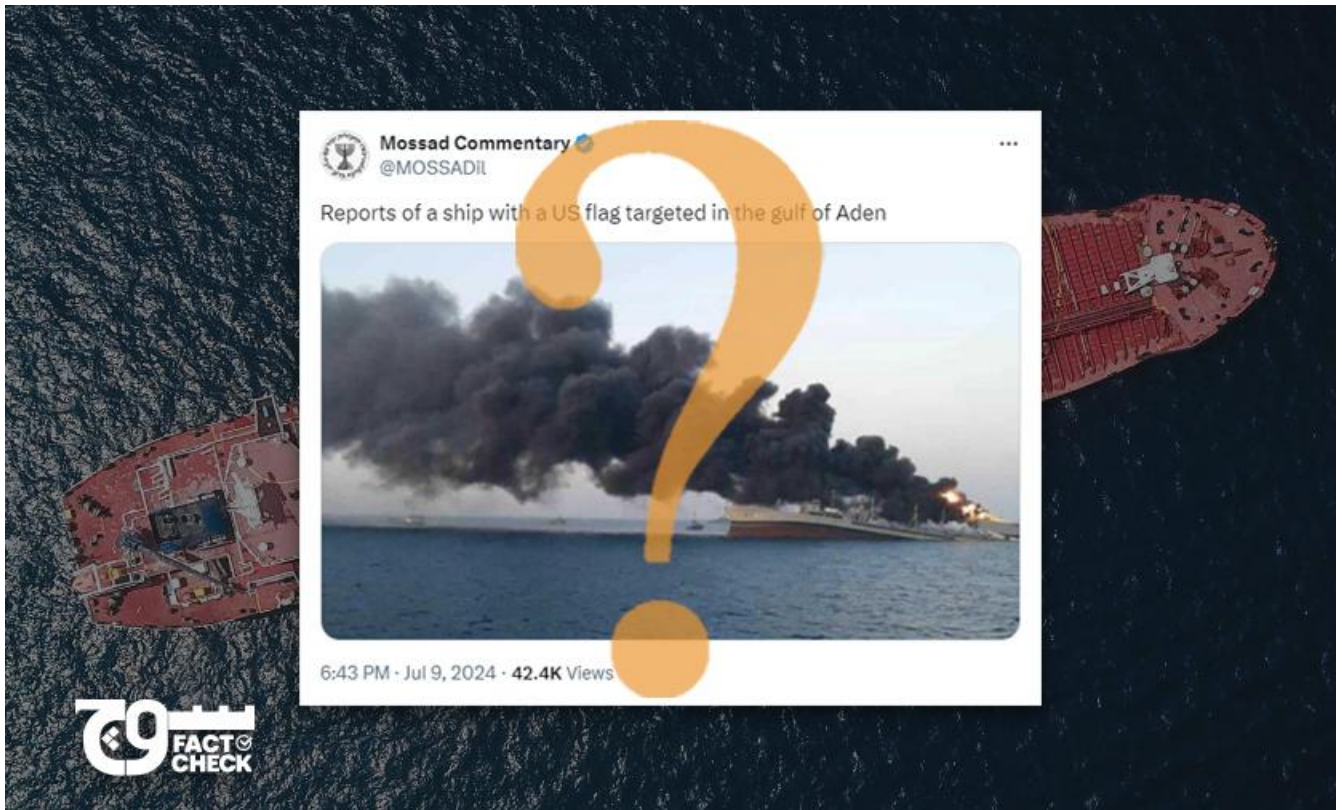 Mossad Commentary
@MOSSADil
Reports of a ship with a US flag targeted in the gulf of Aden
?
6:43 PM · Jul 9, 2024 · 42.4K Views
FACT
CHECK